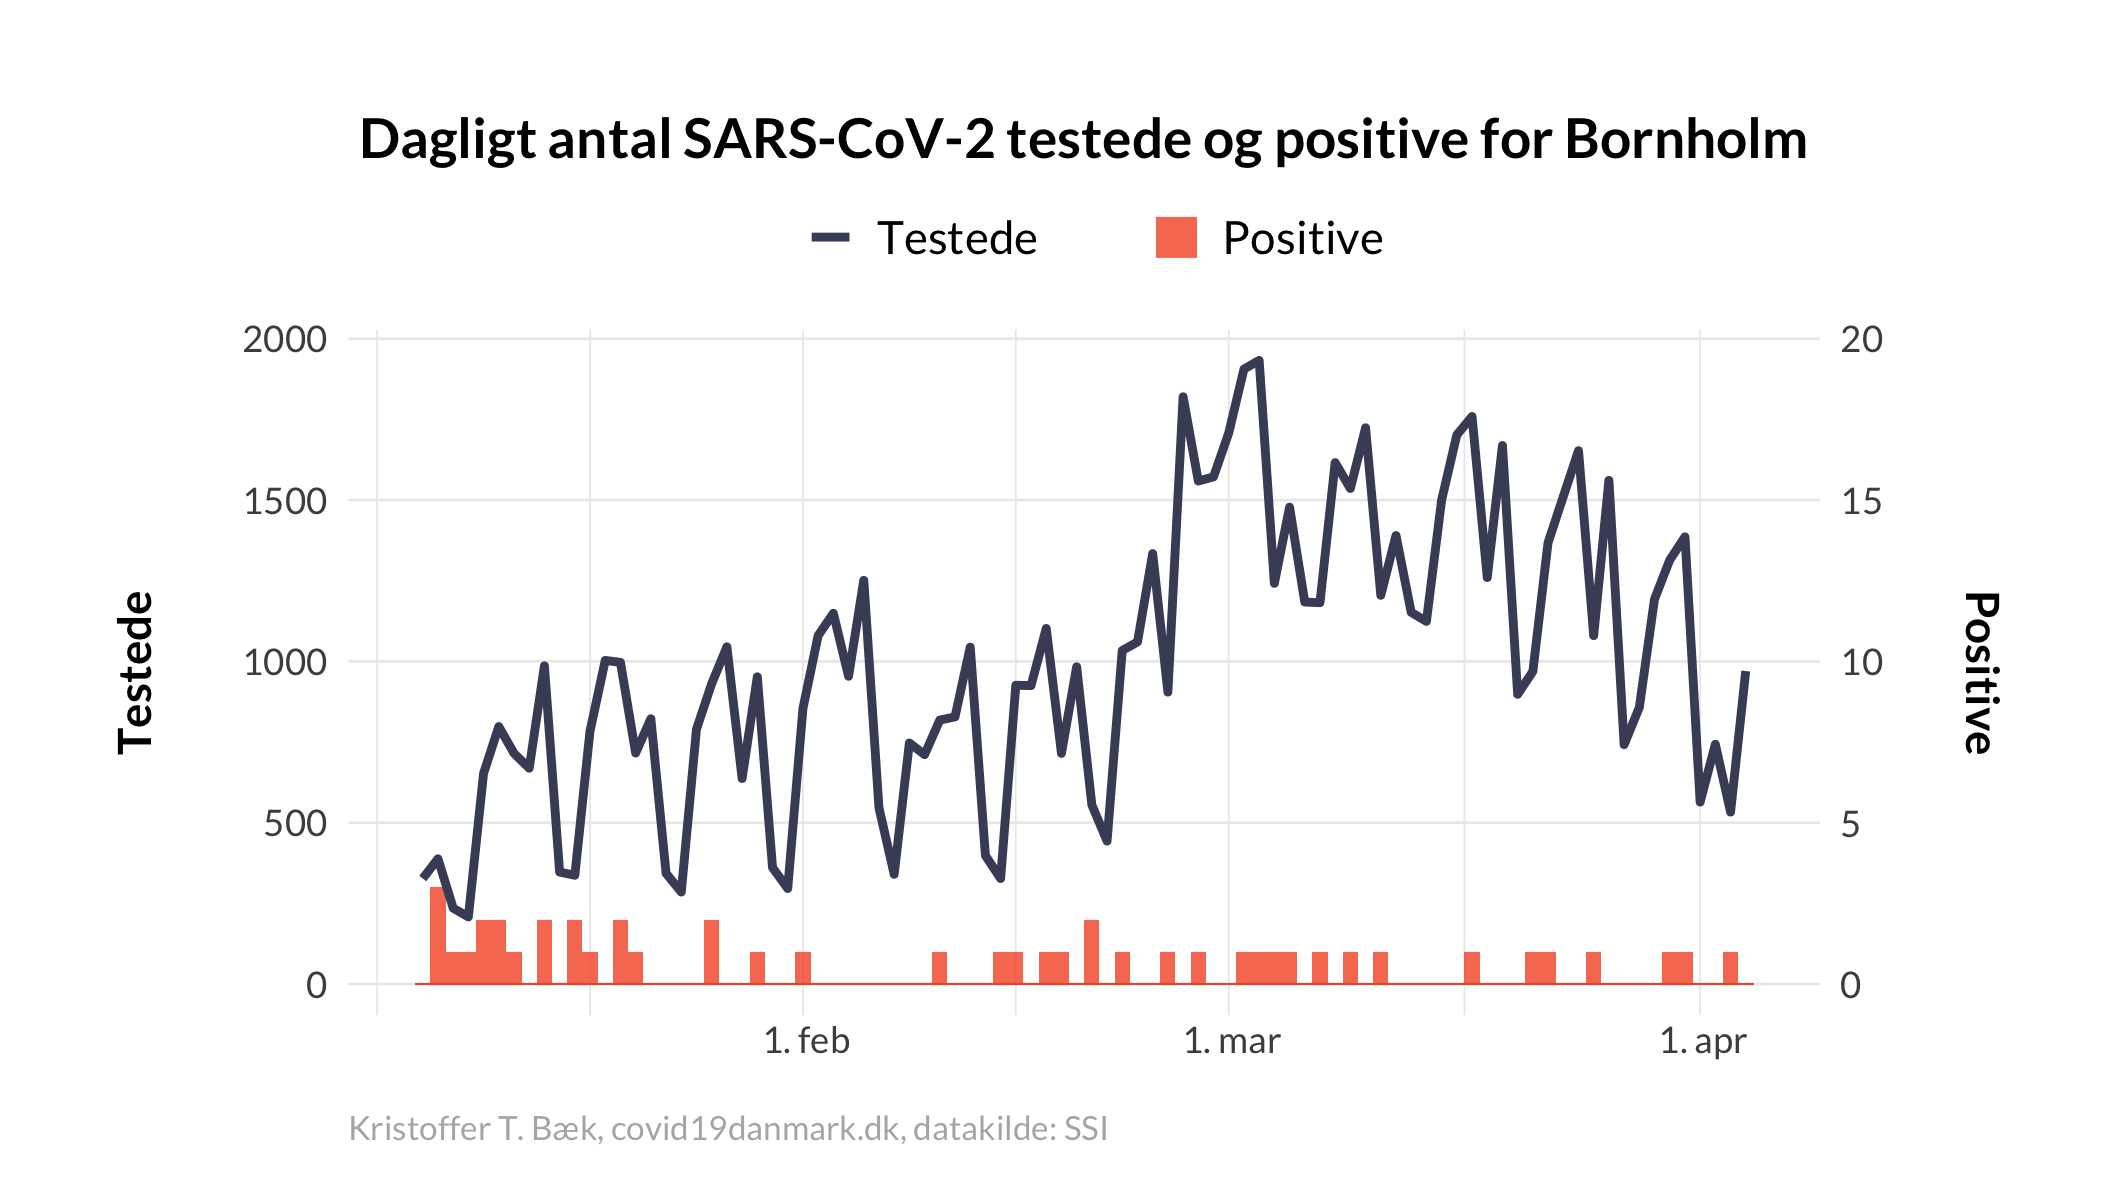 Dagligt antal SARS-CoV-2 testede og positive for Bornholm
Testede Positive
2000 20
1500 15
1000 10
500 5
0 0
Testede
Positive
1. feb 1. mar 1. apr
Kristoffer T. Bæk, covid19danmark.dk, datakilde: SSI